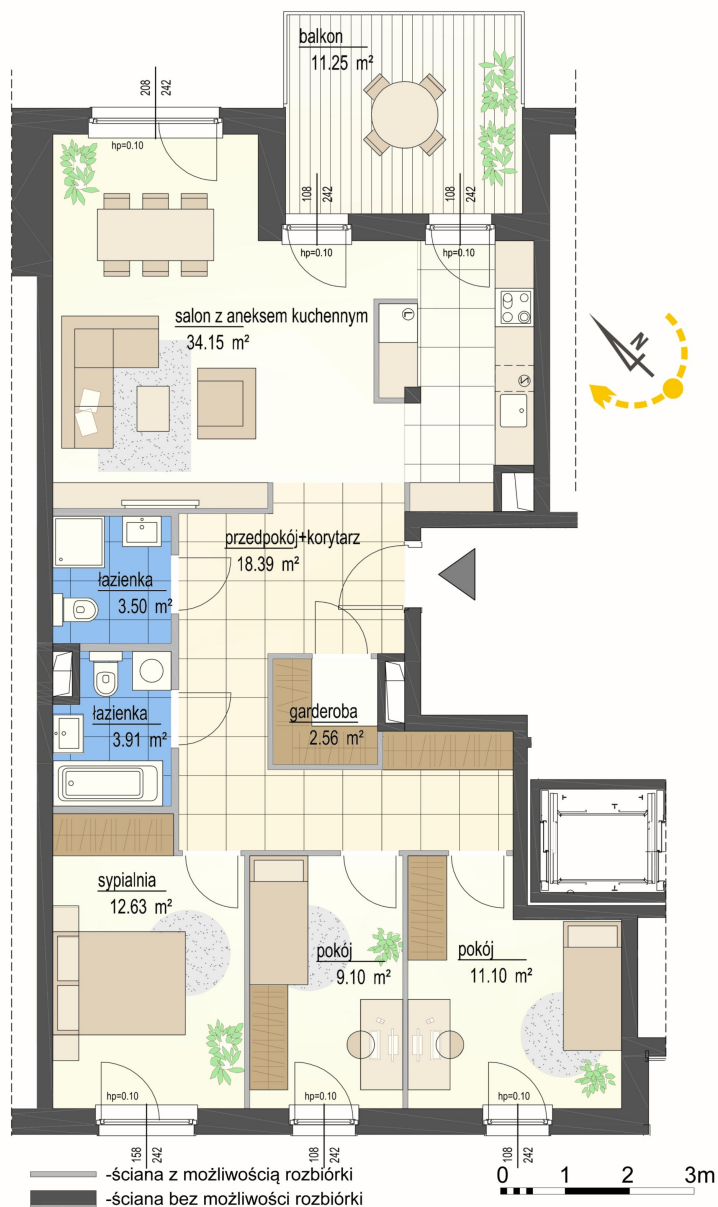 balkon
11.25 m²
208
242
hp=0.10
108
242
108
242
hp=0.10
hp=0.10
salon z aneksem kuchennym
34.15 m²
L
Z
N
przedpokój+korytarz
18.39 m²
łazienka
3.50 m²
garderoba
2.56 m²
łazienka
3.91 m²
sypialnia
12.63 m²
pokój
9.10 m²
pokój
11.10 m²
hp=0.10
hp=0.10
hp=0.10
158
242
108
242
108
242
-ściana z możliwością rozbiórki
-ściana bez możliwości rozbiórki
0 1 2 3m